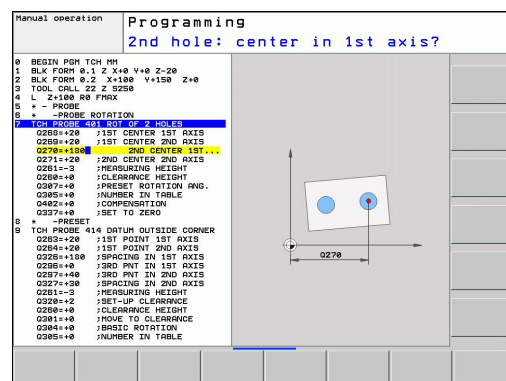 Manual operation
Programming
2nd hole: center in 1st axis?
0 BEGIN PGM TCH MM
1 BLK FORM 0.1 Z X+0 Y+0 Z-20
2 BLK FORM 0.2 X+100 Y+150 Z+0
3 TOOL CALL 22 Z S250
4 L Z+100 R0 FMAX
5 * - PROBE
6 * -PROBE ROTATION
7 TCH PROBE 401 ROT OF 2 HOLES
Q268=+20 ;1ST CENTER 1ST AXIS
Q269=+20 ;1ST CENTER 2ND AXIS
Q270=+180 2ND CENTER 1ST...
Q271=+20 ;2ND CENTER 2ND AXIS
Q261=-3 ;MEASURING HEIGHT
Q260=+0 ;CLEARANCE HEIGHT
Q307=+0 ;PRESET ROTATION ANG.
Q305=+0 ;NUMBER IN TABLE
Q402=+0 ;COMPENSATION
Q337=+0 ;SET TO ZERO
8 * -PRESET
9 TCH PROBE 414 DATUM OUTSIDE CORNER
Q263=+20 ;1ST POINT 1ST AXIS
Q264=+20 ;1ST POINT 2ND AXIS
Q326=+180 ;SPACING IN 1ST AXIS
Q296=+0 ;3RD PNT IN 1ST AXIS
Q297=+40 ;3RD PNT IN 2ND AXIS
Q327=+30 ;SPACING IN 2ND AXIS
Q261=-3 ;MEASURING HEIGHT
Q320=+2 ;SET-UP CLEARANCE
Q260=+0 ;CLEARANCE HEIGHT
Q301=+0 ;MOVE TO CLEARANCE
Q304=+0 ;BASIC ROTATION
Q305=+0 ;NUMBER IN TABLE
Q270